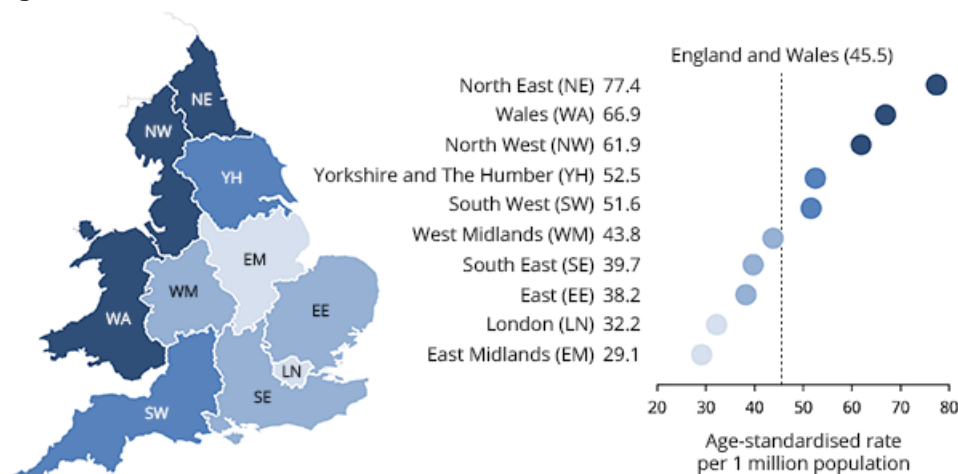 England and Wales (45.5)
North East (NE) 77.4
Wales (WA) 66.9
North West (NW) 61.9
Yorkshire and The Humber (YH) 52.5
South West (SW) 51.6
West Midlands (WM) 43.8
South East (SE) 39.7
East (EE) 38.2
London (LN) 32.2
East Midlands (EM) 29.1
20 30 40 50 60 70 80
Age-standardised rate
per 1 million population
NE
NW
YH
EM
WM
EE
WA
LN
SE
SW